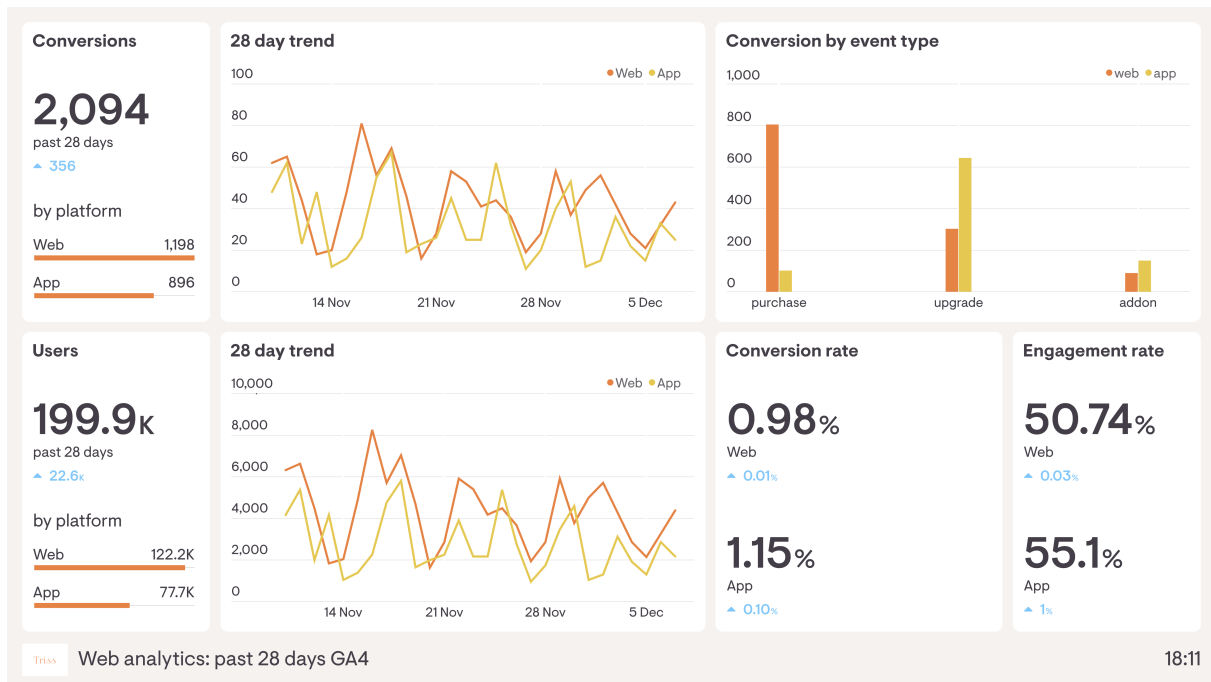 Conversions
2,094
past 28 days
356
by platform
Web 1,198
App 896
28 day trend
Web App
100
80
60
40
20
0
14 Nov 21 Nov 28 Nov 5 Dec
Conversion by event type
web app
1,000
800
600
400
200
0
purchase upgrade addon
Users
199.9K
past 28 days
22.6K
by platform
Web 122.2K
App 77.7K
28 day trend
Web App
10,000
8,000
6,000
4,000
2,000
0
14 Nov 21 Nov 28 Nov 5 Dec
Conversion rate
0.98%
Web
0.01%
1.15%
App
0.10%
Engagement rate
50.74%
Web
0.03%
55.1%
App
1%
Triss
Web analytics: past 28 days GA4
18:11